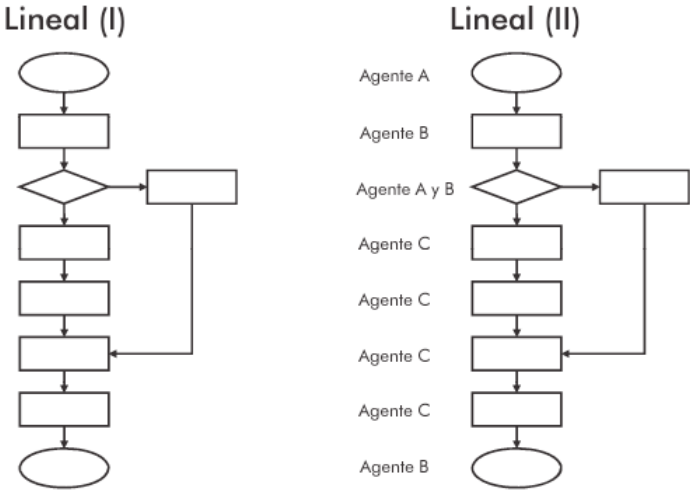 Lineal (I)
Lineal (II)
Agente A
Agente B
Agente A y B
Agente C
Agente C
Agente C
Agente C
Agente B